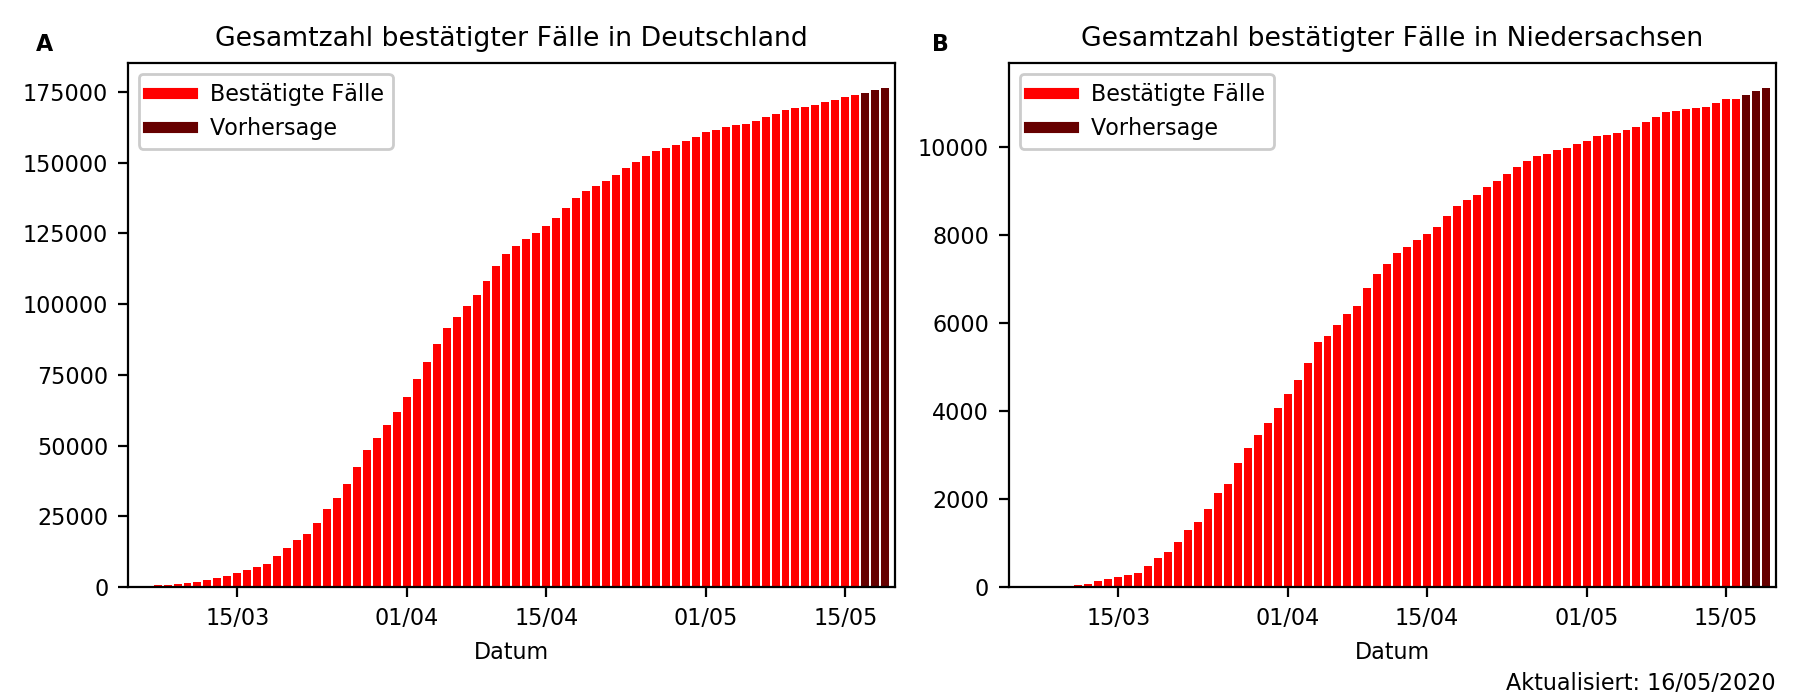 A
Gesamtzahl bestätigter Fälle in Deutschland
Bestätigte Fälle
Vorhersage
175000
150000
125000
100000
75000
50000
25000
0
15/03 01/04 15/04 01/05 15/05
Datum
B
Gesamtzahl bestätigter Fälle in Niedersachsen
Bestätigte Fälle
Vorhersage
10000
8000
6000
4000
2000
0
15/03 01/04 15/04 01/05 15/05
Datum
Aktualisiert: 16/05/2020